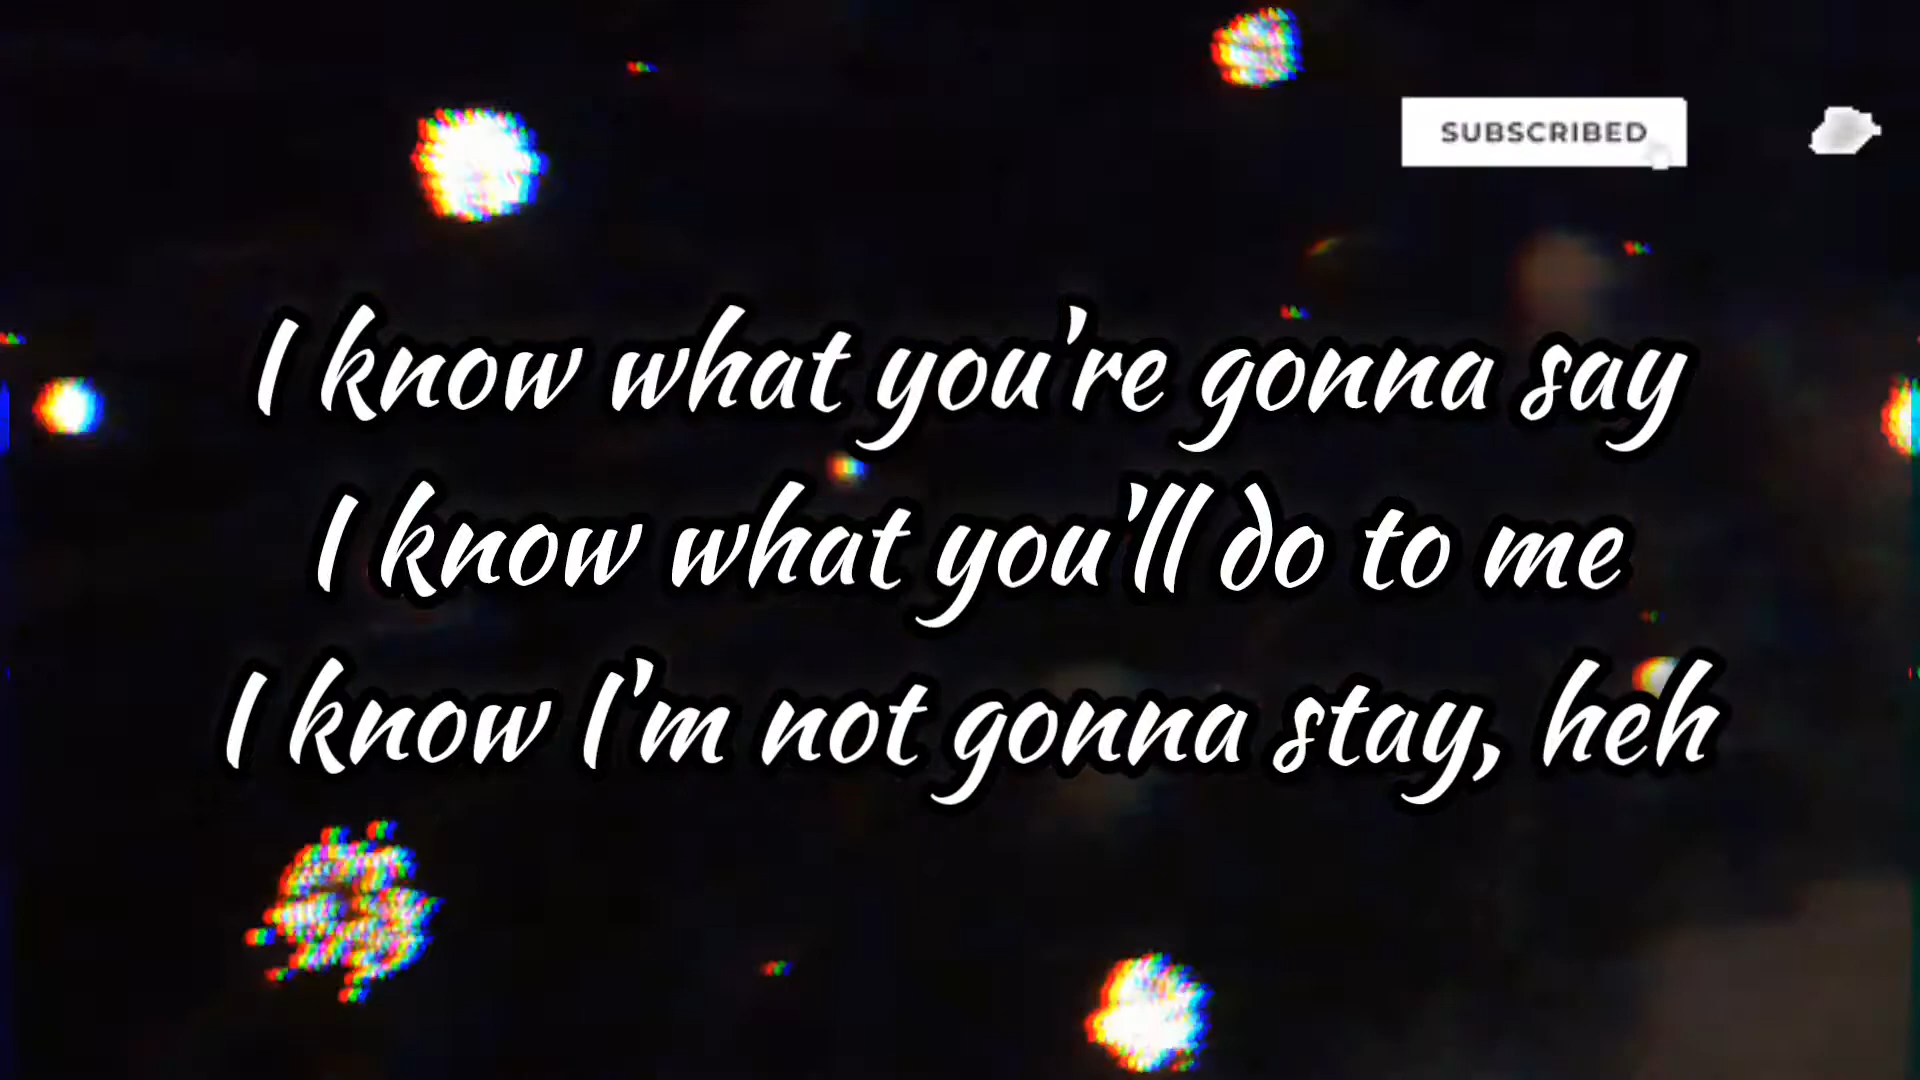 SUBSCRIBED
I know what you're gonna say
I know what you'll do to me
I know I'm not gonna stay, heh